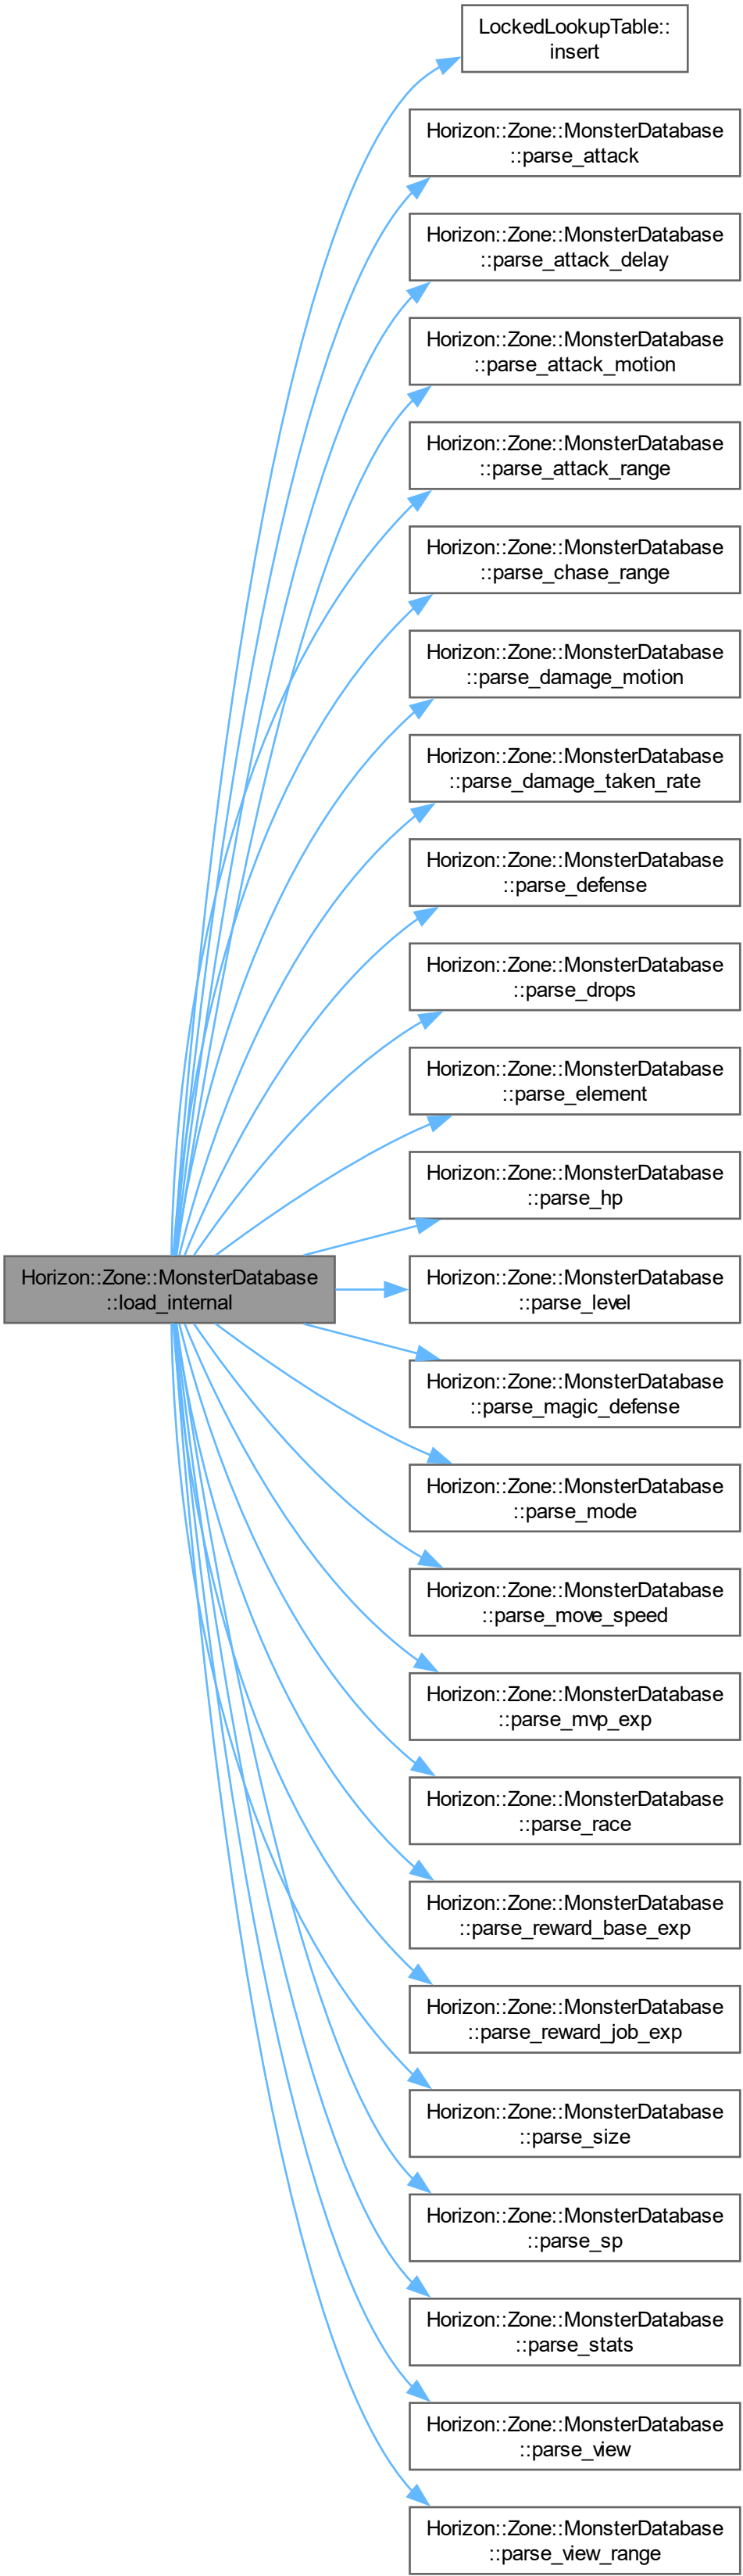 LockedLookupTable::
insert
Horizon::Zone::MonsterDatabase
::parse_attack
Horizon::Zone::MonsterDatabase
::parse_attack_delay
Horizon::Zone::MonsterDatabase
::parse_attack_motion
Horizon::Zone::MonsterDatabase
::parse_attack_range
Horizon::Zone::MonsterDatabase
::parse_chase_range
Horizon::Zone::MonsterDatabase
::parse_damage_motion
Horizon::Zone::MonsterDatabase
::parse_damage_taken_rate
Horizon::Zone::MonsterDatabase
::parse_defense
Horizon::Zone::MonsterDatabase
::parse_drops
Horizon::Zone::MonsterDatabase
::parse_element
Horizon::Zone::MonsterDatabase
::parse_hp
Horizon::Zone::MonsterDatabase
::load_internal
Horizon::Zone::MonsterDatabase
::parse_level
Horizon::Zone::MonsterDatabase
::parse_magic_defense
Horizon::Zone::MonsterDatabase
::parse_mode
Horizon::Zone::MonsterDatabase
::parse_move_speed
Horizon::Zone::MonsterDatabase
::parse_mvp_exp
Horizon::Zone::MonsterDatabase
::parse_race
Horizon::Zone::MonsterDatabase
::parse_reward_base_exp
Horizon::Zone::MonsterDatabase
::parse_reward_job_exp
Horizon::Zone::MonsterDatabase
::parse_size
Horizon::Zone::MonsterDatabase
::parse_sp
Horizon::Zone::MonsterDatabase
::parse_stats
Horizon::Zone::MonsterDatabase
::parse_view
Horizon::Zone::MonsterDatabase
::parse_view_range